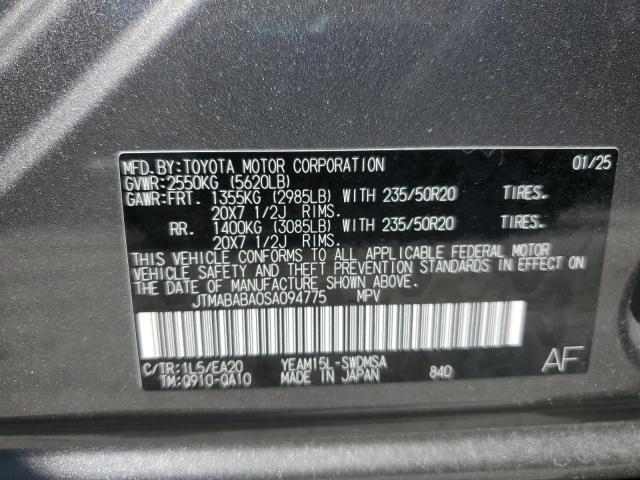 MFD.BY:TOYOTA MOTOR CORPORATION 01/25
GVWR:2550KG (5620LB)
GAWR:FRT. 1355KG (2985LB) WITH 235/50R20 TIRES.
20X7 1/2J RIMS.
RR. 1400KG (3085LB) WITH 235/50R20 TIRES.
20X7 1/2J RIMS.
THIS VEHICLE CONFORMS TO ALL APPLICABLE FEDERAL MOTOR
VEHICLE SAFETY AND THEFT PREVENTION STANDARDS IN EFFECT ON
THE DATE OF MANUFACTURE SHOWN ABOVE.
JTMABABA0SA094775 MPV
C/TR:1L5/EA20 YEAM15L-SWDMSA AF
TM:Q910-QA10 MADE IN JAPAN 840